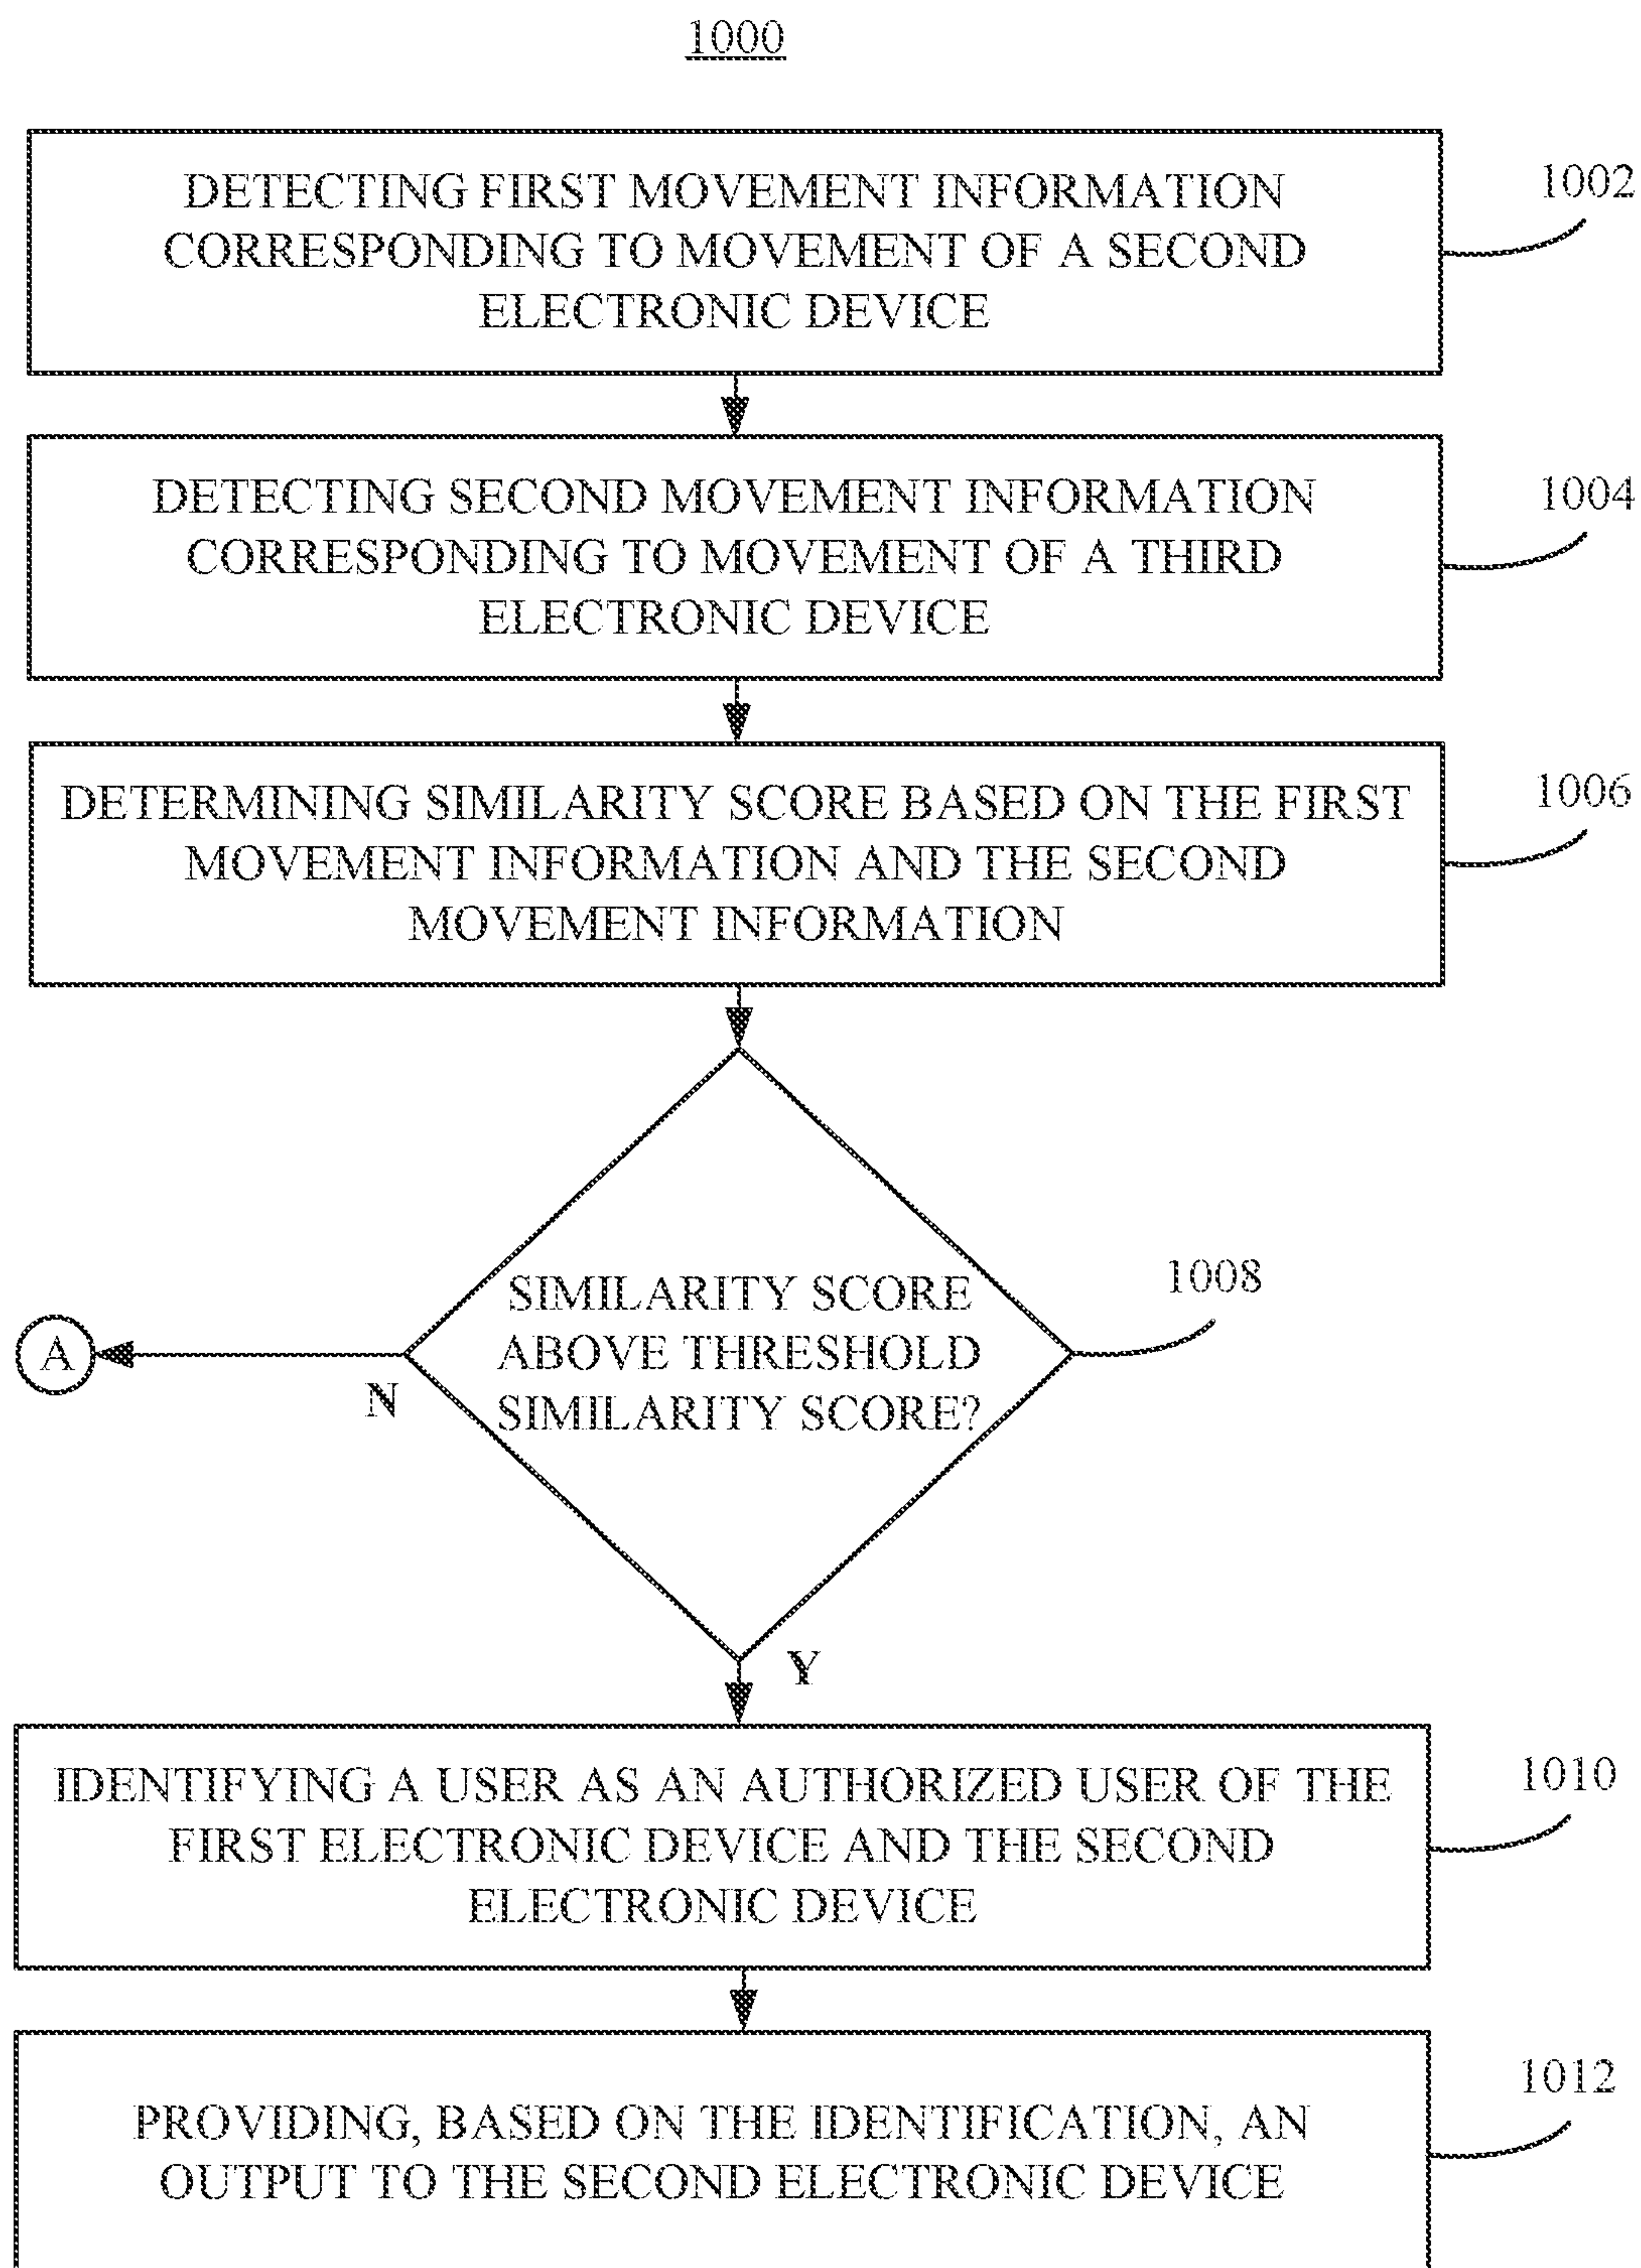 1000
DETECTING FIRST MOVEMENT INFORMATION
CORRESPONDING TO MOVEMENT OF A SECOND
ELECTRONIC DEVICE
1002
DETECTING SECOND MOVEMENT INFORMATION
CORRESPONDING TO MOVEMENT OF A THIRD
ELECTRONIC DEVICE
1004
DETERMINING SIMILARITY SCORE BASED ON THE FIRST
MOVEMENT INFORMATION AND THE SECOND
MOVEMENT INFORMATION
1006
SIMILARITY SCORE
ABOVE THRESHOLD
SIMILARITY SCORE?
1008
A
N
Y
IDENTIFYING A USER AS AN AUTHORIZED USER OF THE
FIRST ELECTRONIC DEVICE AND THE SECOND
ELECTRONIC DEVICE
1010
PROVIDING, BASED ON THE IDENTIFICATION, AN
OUTPUT TO THE SECOND ELECTRONIC DEVICE
1012